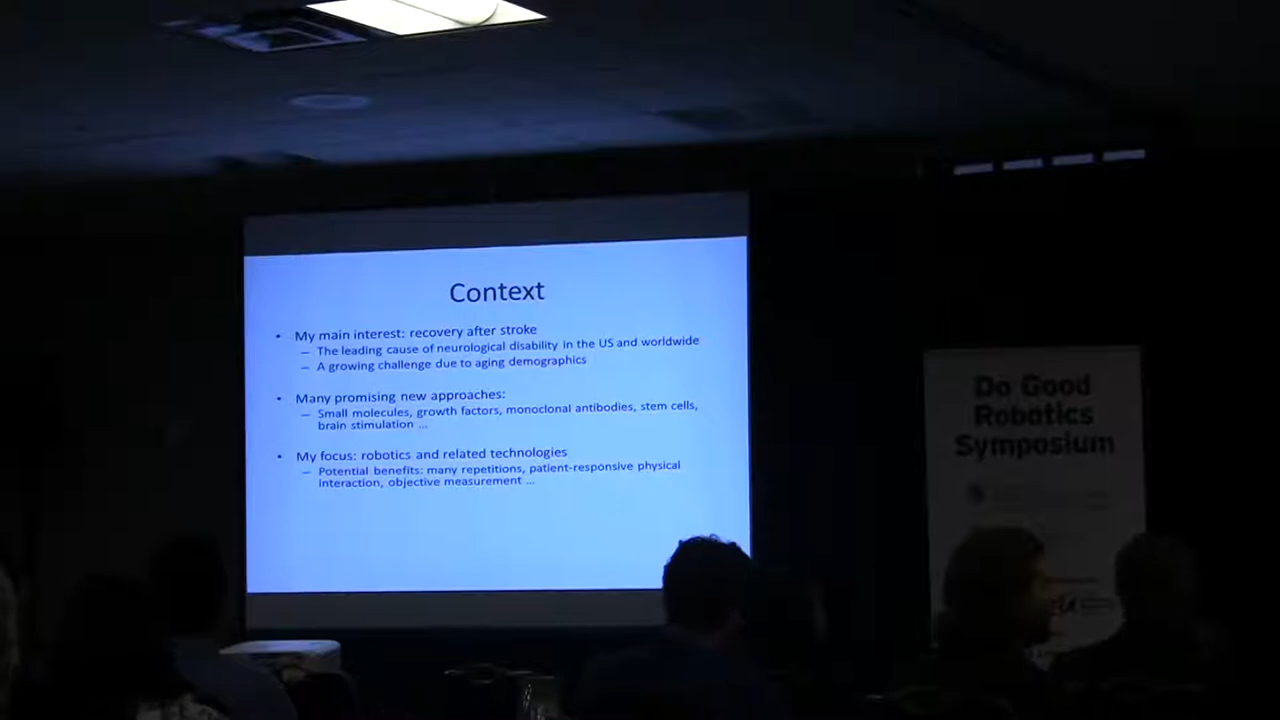 Context
• My main interest: recovery after stroke
– The leading cause of neurological disability in the US and worldwide
– A growing challenge due to aging demographics
• Many promising new approaches:
– Small molecules, growth factors, monoclonal antibodies, stem cells,
brain stimulation ...
• My focus: robotics and related technologies
– Potential benefits: many repetitions, patient-responsive physical
interaction, objective measurement ...
Do Good
Robotics
Symposium